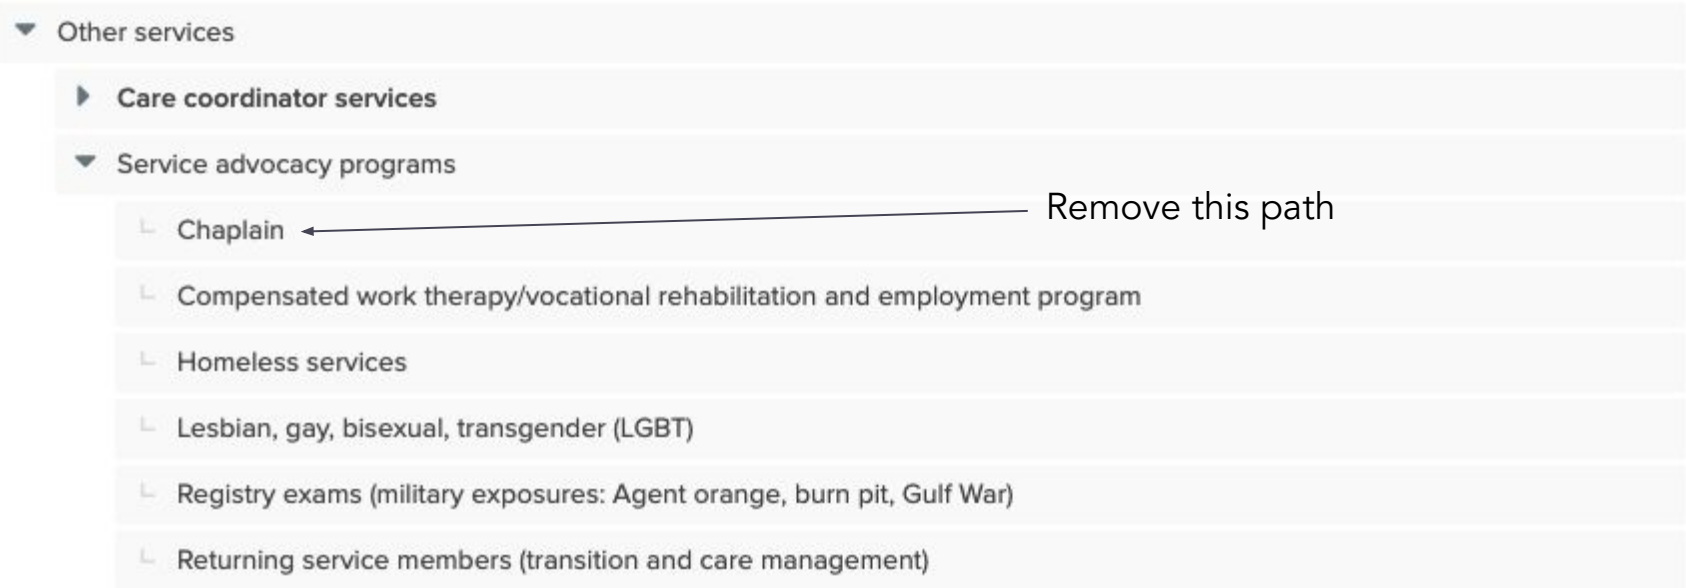 Other services
Care coordinator services
Service advocacy programs
Remove this path
Chaplain
Compensated work therapy/vocational rehabilitation and employment program
Homeless services
Lesbian, gay, bisexual, transgender (LGBT)
Registry exams (military exposures: Agent orange, burn pit, Gulf War)
Returning service members (transition and care management)